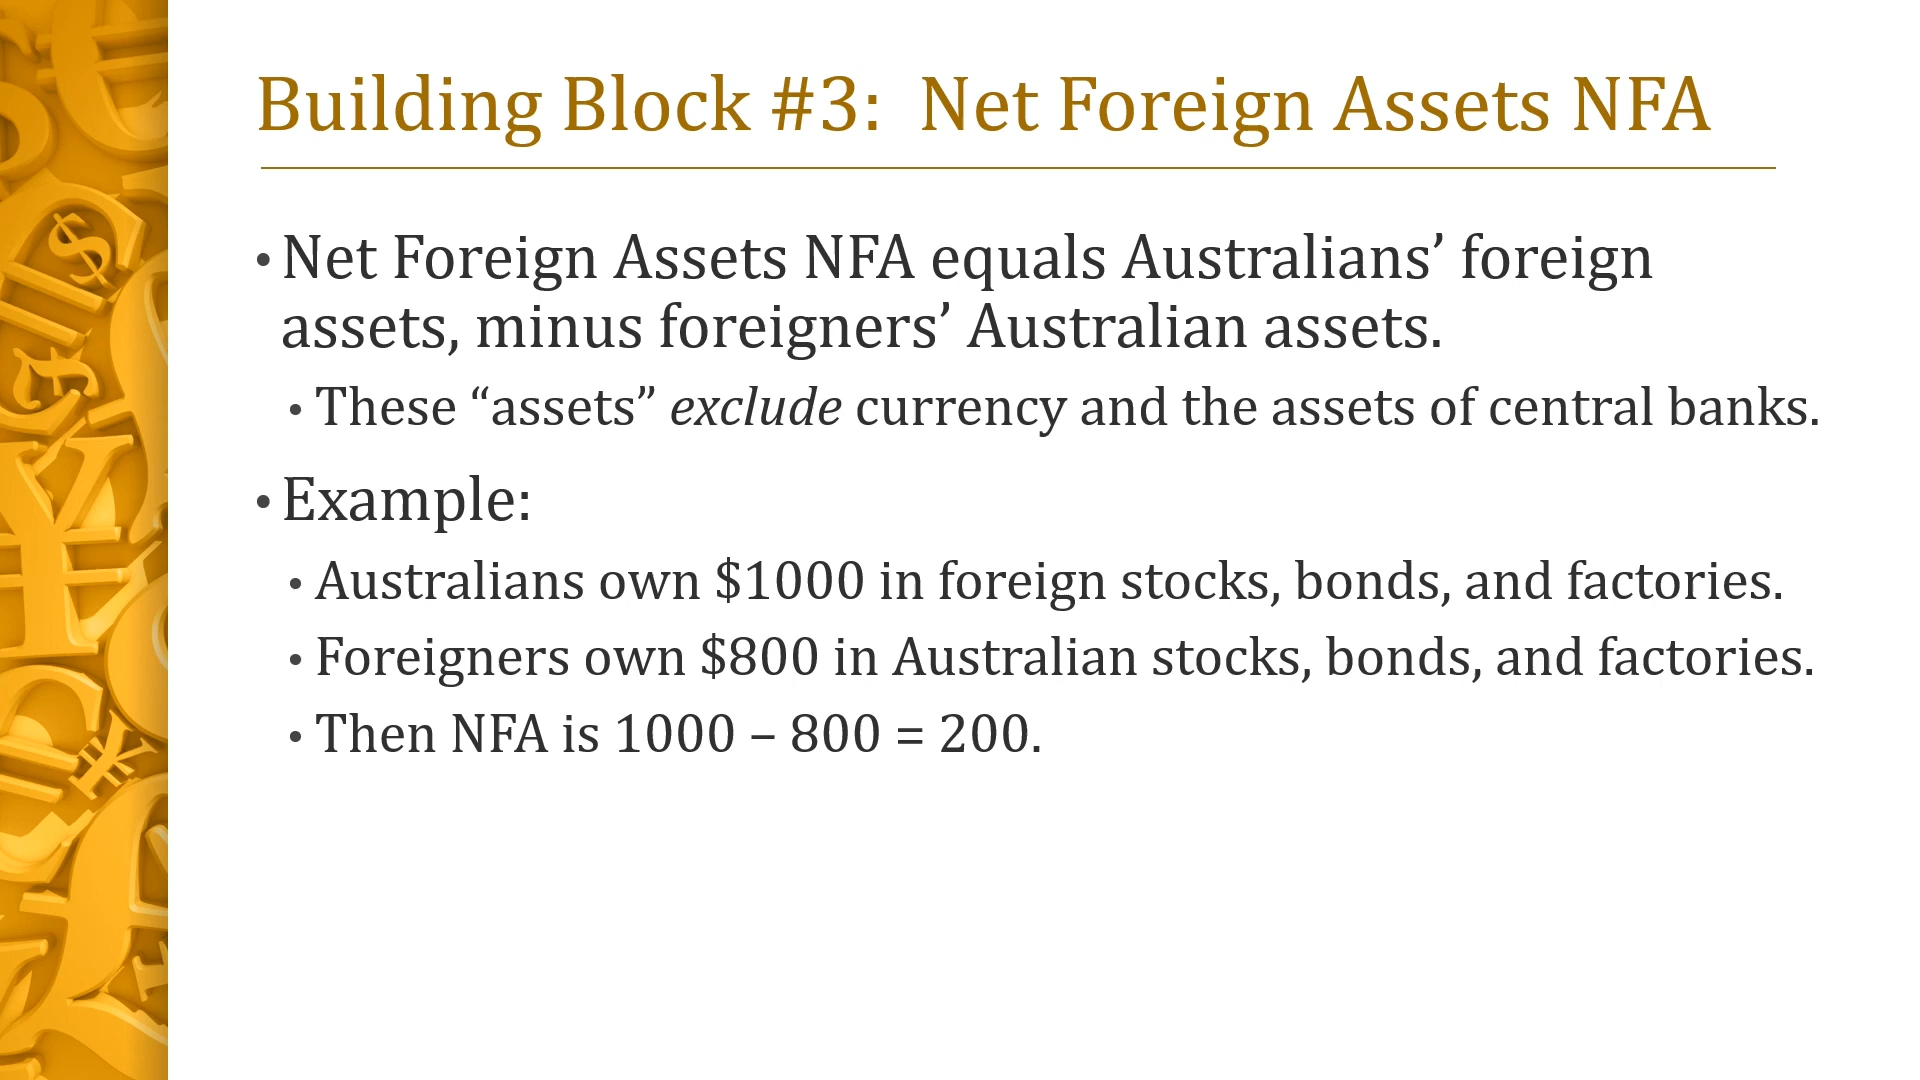 Building Block #3:  Net Foreign Assets NFA
• Net Foreign Assets NFA equals Australians’ foreign
assets, minus foreigners’ Australian assets.
• These “assets” exclude currency and the assets of central banks.
• Example:
• Australians own $1000 in foreign stocks, bonds, and factories.
• Foreigners own $800 in Australian stocks, bonds, and factories.
• Then NFA is 1000 – 800 = 200.